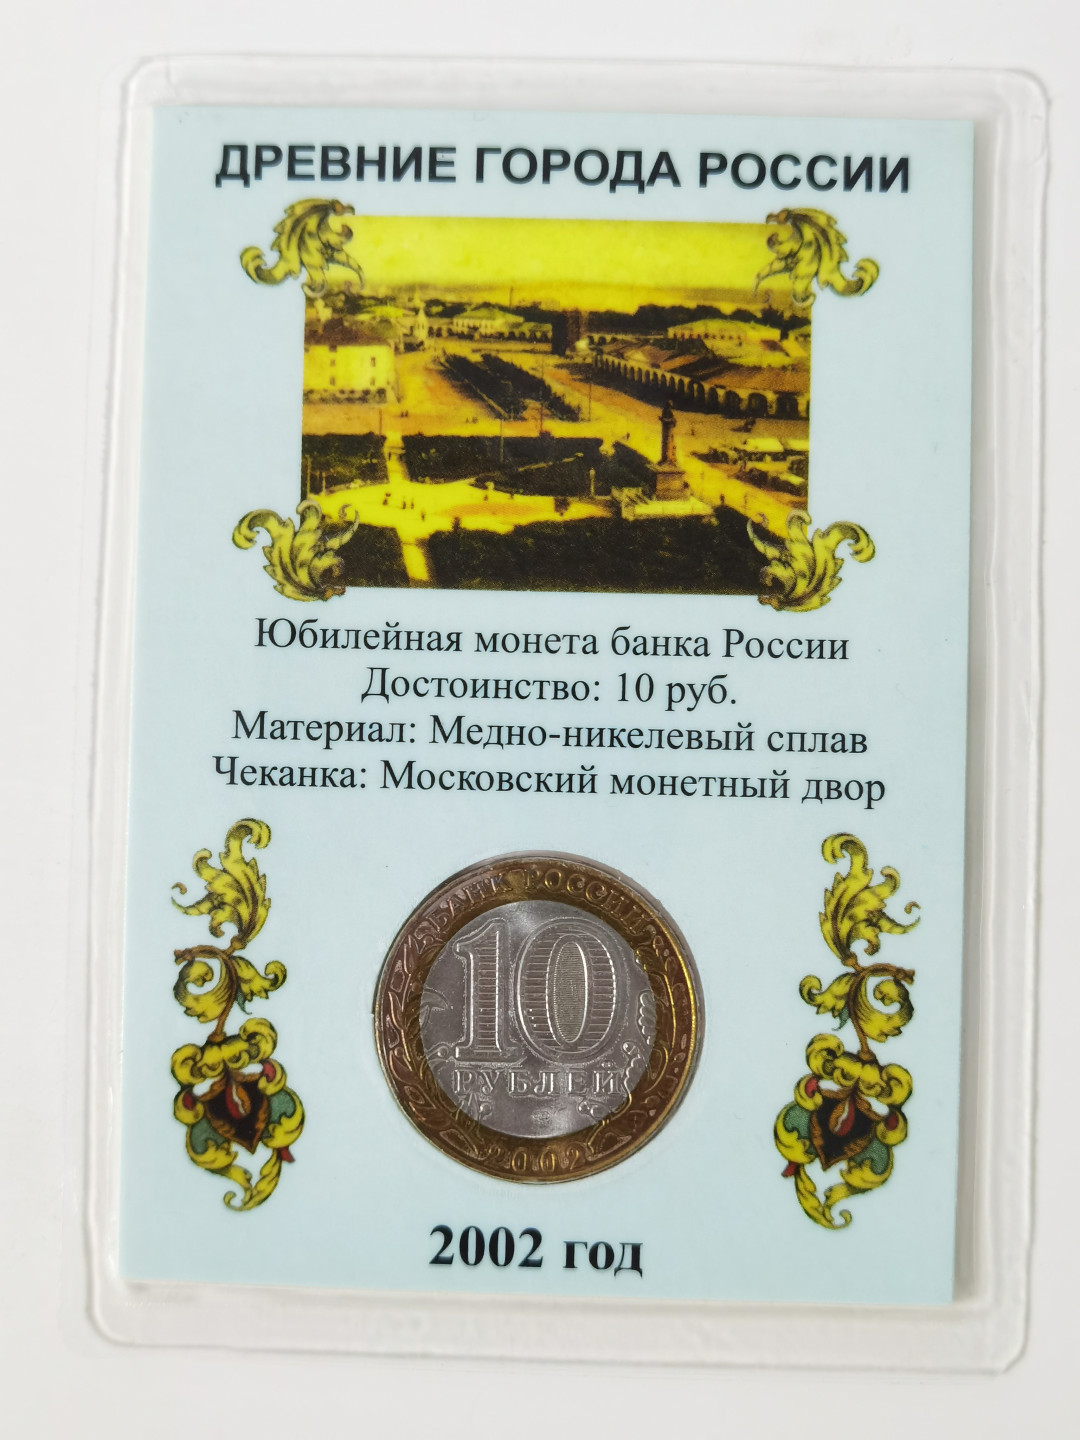 ДРЕВНИЕ ГОРОДА РОССИИ
Юбилейная монета банка России
Достоинство: 10 руб.
Материал: Медно-никелевый сплав
Чеканка: Московский монетный двор
БАНК РОССИИ
10
РУБЛЕЙ
2002
2002 год